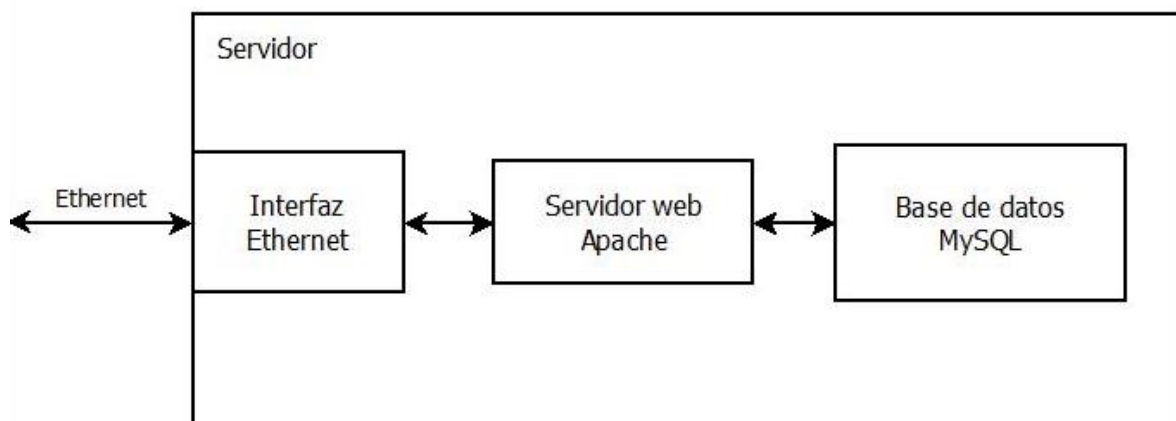 Servidor
Ethernet
Interfaz
Ethernet
Servidor web
Apache
Base de datos
MySQL